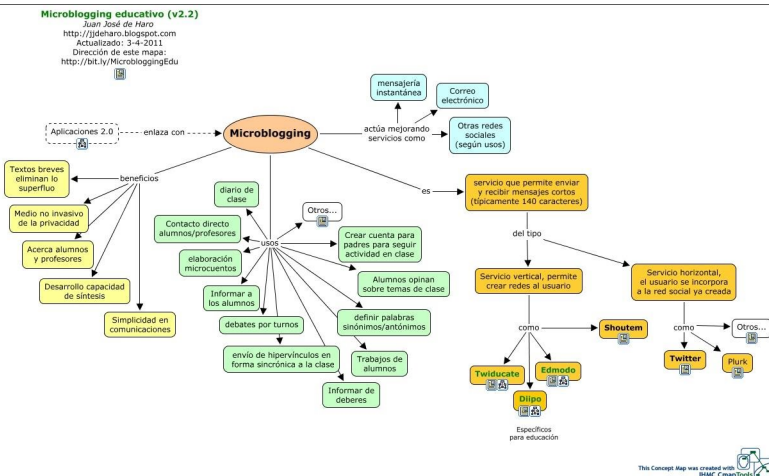 Microblogging educativo (v2.2)
Juan José de Haro
http://jjdeharo.blogspot.com
Actualizado: 3-4-2011
Dirección de este mapa:
http://bit.ly/MicrobloggingEdu
mensajería
instantánea
Correo
electrónico
Otras redes
sociales
(según usos)
actúa mejorando
servicios como
Aplicaciones 2.0
enlaza con
Microblogging
beneficios
Textos breves
eliminan lo
superfluo
Medio no invasivo
de la privacidad
Acerca alumnos
y profesores
Desarrollo capacidad
de síntesis
Simplicidad en
comunicaciones
usos
diario de
clase
Otros...
Contacto directo
alumnos/profesores
Crear cuenta para
padres para seguir
actividad en clase
elaboración
microcuentos
Alumnos opinan
sobre temas de clase
Informar a
los alumnos
definir palabras
sinónimos/antónimos
debates por turnos
envío de hipervínculos en
forma sincrónica a la clase
Trabajos de
alumnos
Informar de
deberes
es
servicio que permite enviar
y recibir mensajes cortos
(típicamente 140 caracteres)
del tipo
Servicio vertical, permite
crear redes al usuario
Servicio horizontal,
el usuario se incorpora
a la red social ya creada
como
Shoutem
Twiducate
Edmodo
Diipo
Específicos
para educación
como
Otros...
Twitter
Plurk
This Concept Map was created with
IHMC CmapTools